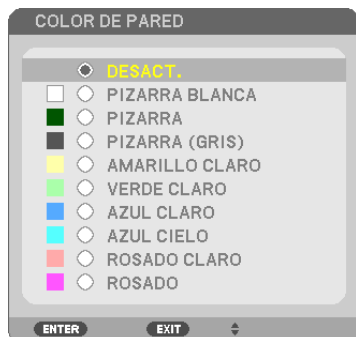 COLOR DE PARED
DESACT.
PIZARRA BLANCA
PIZARRA
PIZARRA (GRIS)
AMARILLO CLARO
VERDE CLARO
AZUL CLARO
AZUL CIELO
ROSADO CLARO
ROSADO
ENTER EXIT